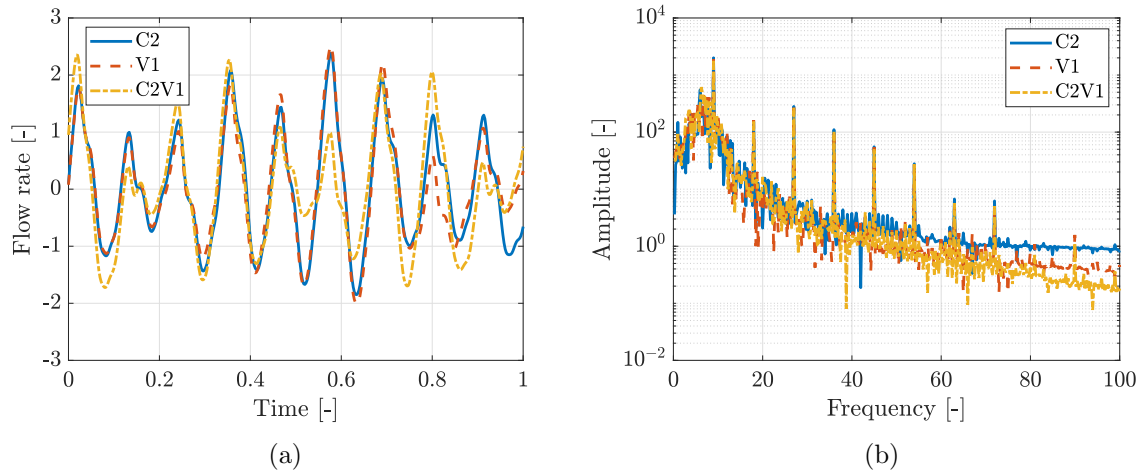 3
2
1
0
-1
-2
-3
Flow rate [-]
C2
V1
C2V1
0 0.2 0.4 0.6 0.8 1
Time [-]
(a)
10^4
10^2
10^0
10^-2
Amplitude [-]
C2
V1
C2V1
0 20 40 60 80 100
Frequency [-]
(b)